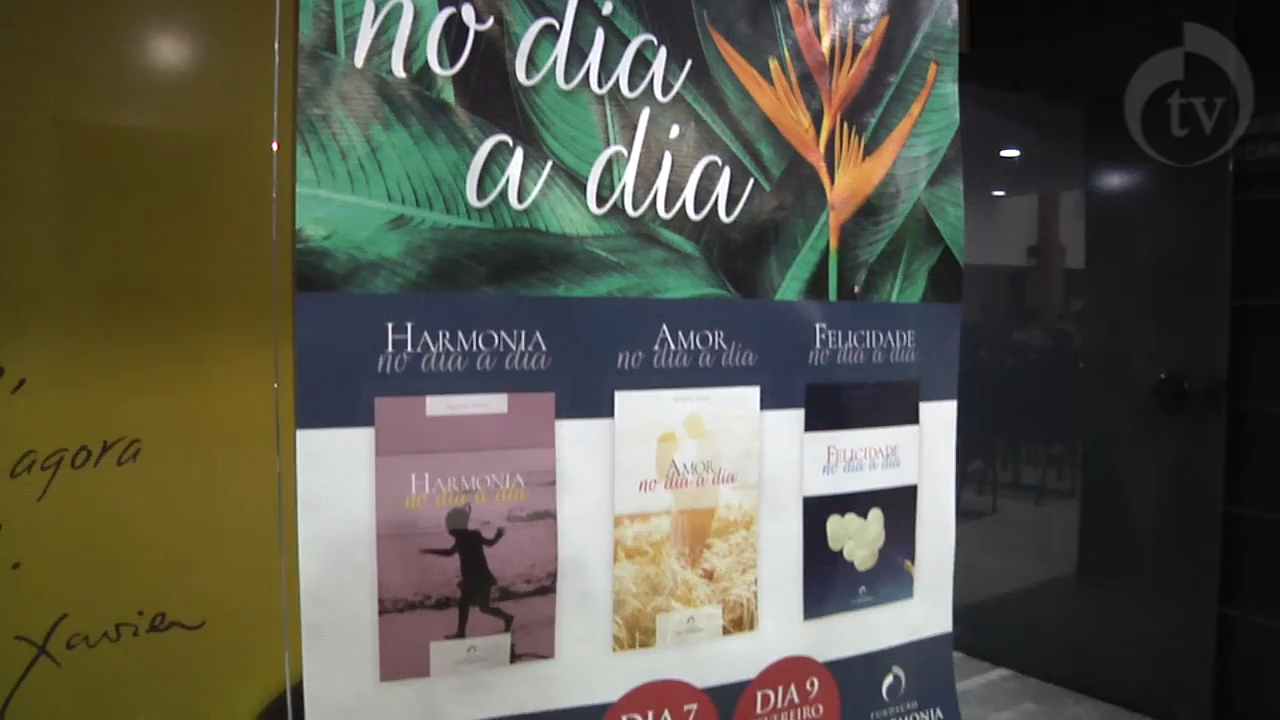 no dia
a dia
tv
HARMONIA
no dia a dia
AMOR
no dia a dia
FELICIDADE
no dia a dia
HARMONIA
no dia a dia
AMOR
no dia a dia
FELICIDADE
no dia a dia
agora
Xavier
DIA 7
DIA 9
FUNDAÇÃO